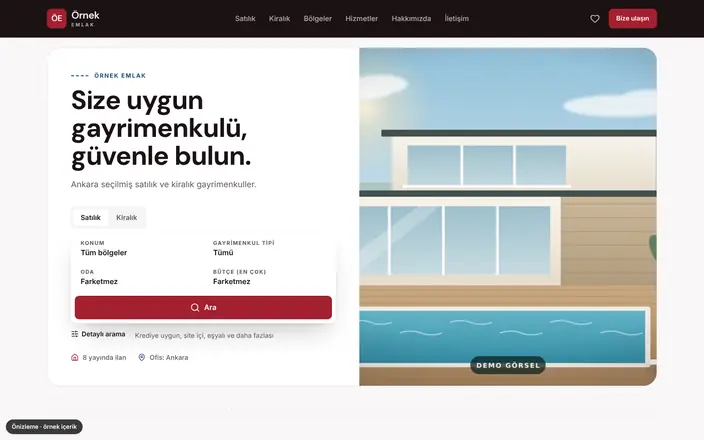 ÖE
Örnek
EMLAK
Satılık
Kiralık
Bölgeler
Hizmetler
Hakkımızda
İletişim
Bize ulaşın
ÖRNEK EMLAK
Size uygun
gayrimenkulü,
güvenle bulun.
Ankara seçilmiş satılık ve kiralık gayrimenkuller.
Satılık
Kiralık
KONUM
Tüm bölgeler
GAYRİMENKUL TİPİ
Tümü
ODA
Farketmez
BÜTÇE (EN ÇOK)
Farketmez
Ara
Detaylı arama
Krediye uygun, site içi, eşyalı ve daha fazlası
8 yayında ilan
Ofis: Ankara
DEMO GÖRSEL
Önizleme - örnek içerik